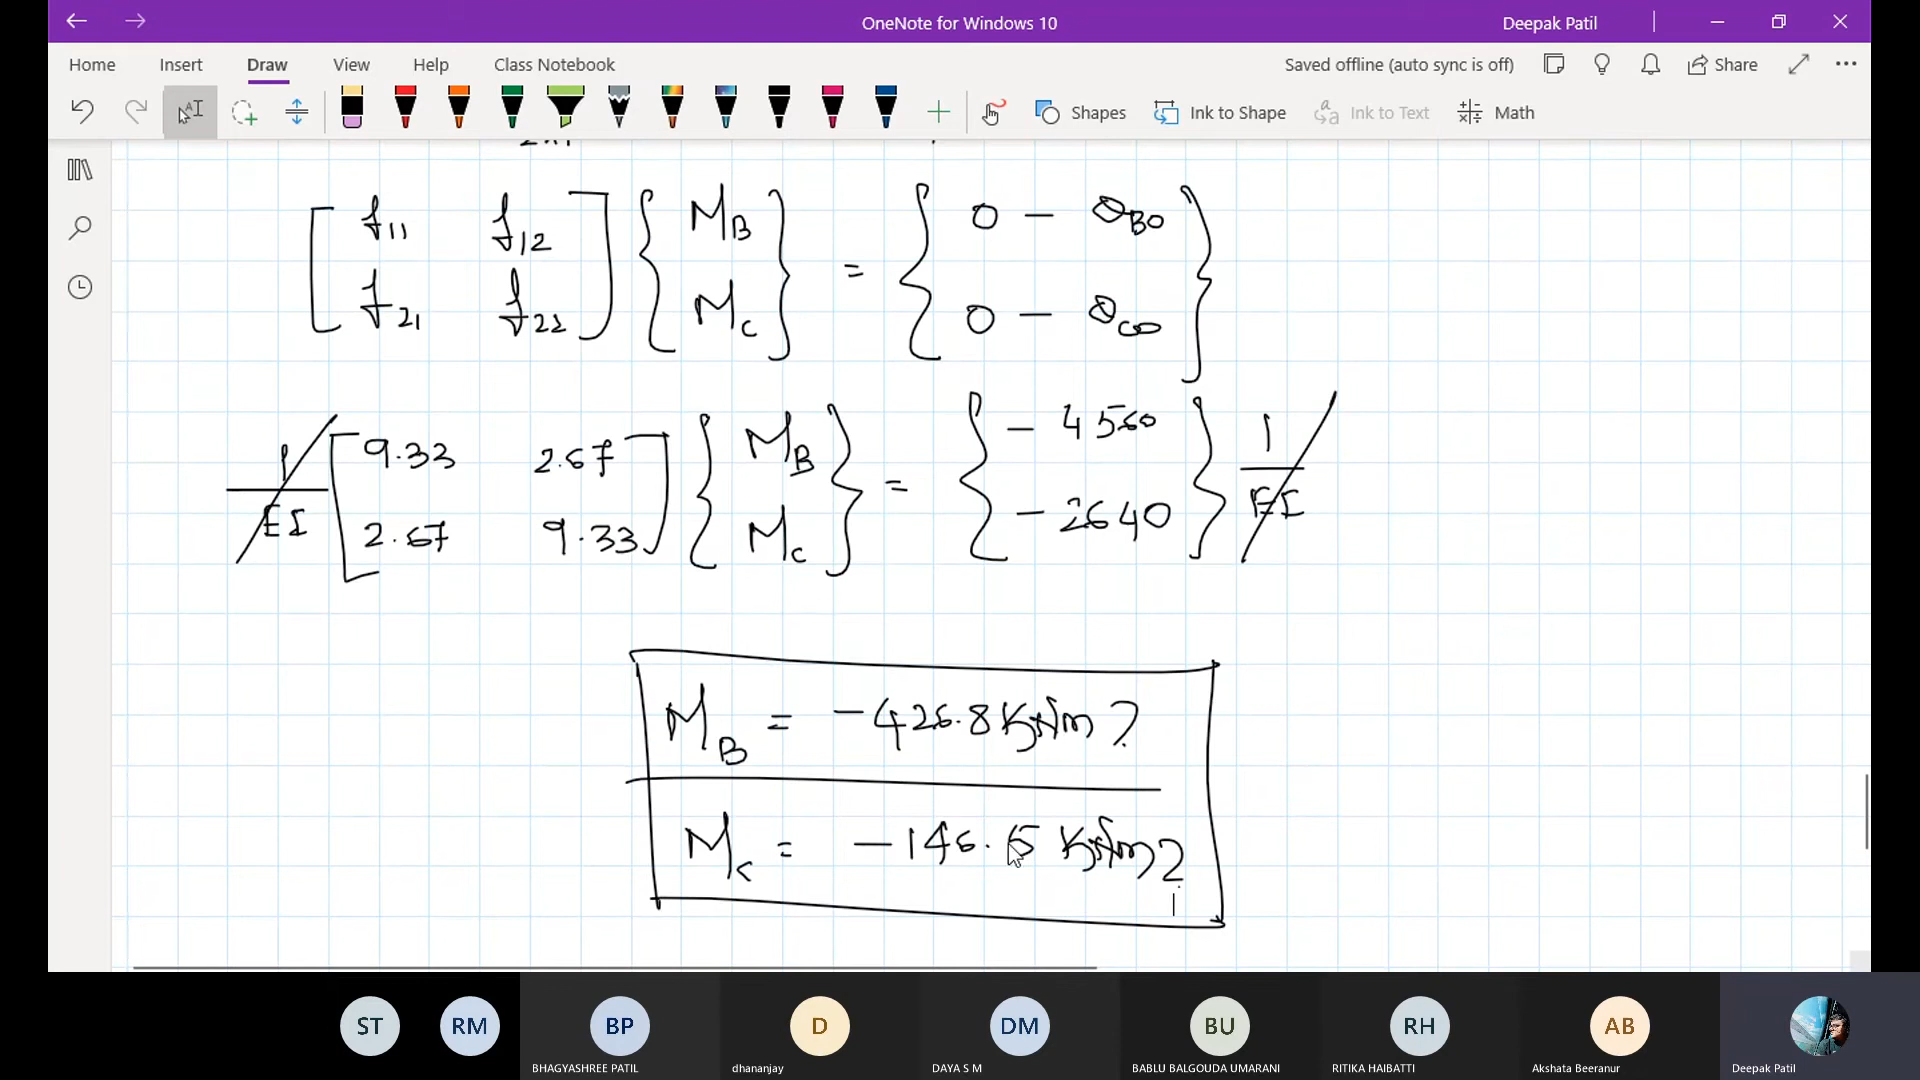 OneNote for Windows 10
Deepak Patil
Home Insert Draw View Help Class Notebook
Saved offline (auto sync is off) Share
Shapes Ink to Shape Ink to Text Math
[ f11 f12 ] { MB } = { 0 - θB0 }
[ f21 f22 ] { Mc } = { 0 - θc0 }
1/EI [ 9.33 2.67 ] { MB } = { - 4560 } 1/EI
[ 2.67 9.33 ] { Mc } = { - 2640 }
MB = - 426.8 KNm ?
Mc = - 146. KNm ?
ST RM BP D DM BU RH AB
BHAGYASHREE PATIL dhananjay DAYA S M BABLU BALGOUDA UMARANI RITIKA HAIBATTI Akshata Beeranur Deepak Patil